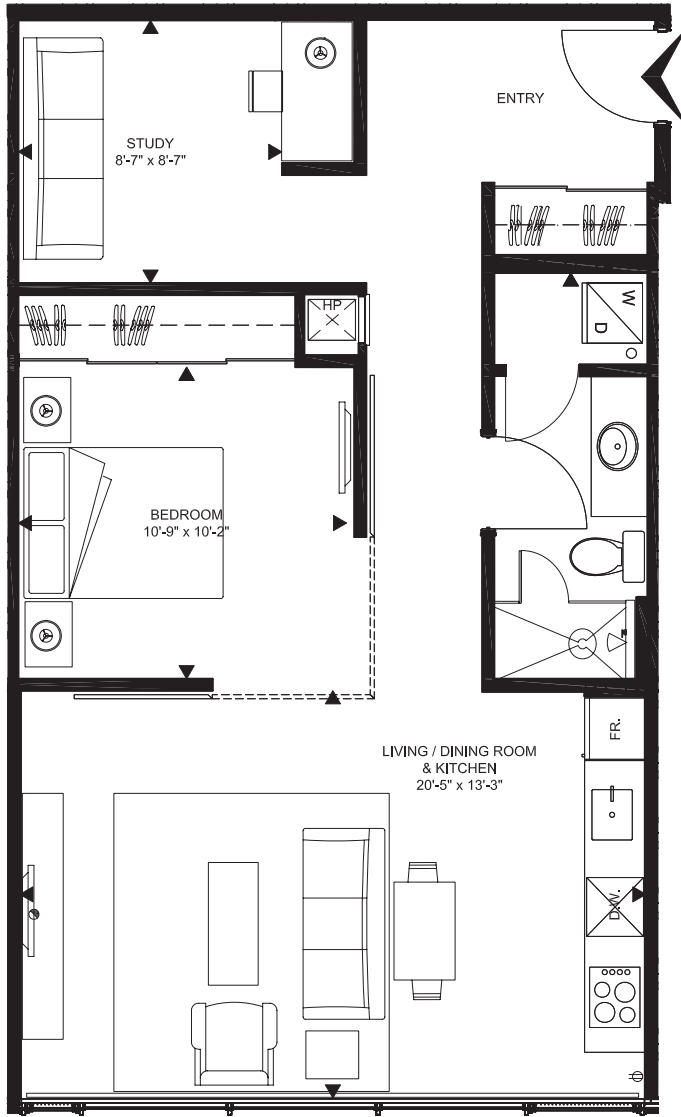 ENTRY
STUDY
8'-7" x 8'-7"
HP
W
D
BEDROOM
10'-9" x 10'-2"
LIVING / DINING ROOM
& KITCHEN
20'-5" x 13'-3"
FR.
D.W.